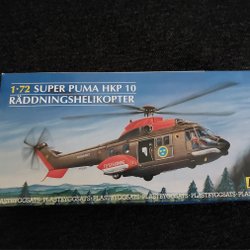 1·72 SUPER PUMA HKP 10
RÄDDNINGSHELIKOPTER
PLASTBYGGSATS·PLASTBYGGSATS·PLASTBYGGSATS·PLASTBYGGSATS·PLASTBYGGSATS